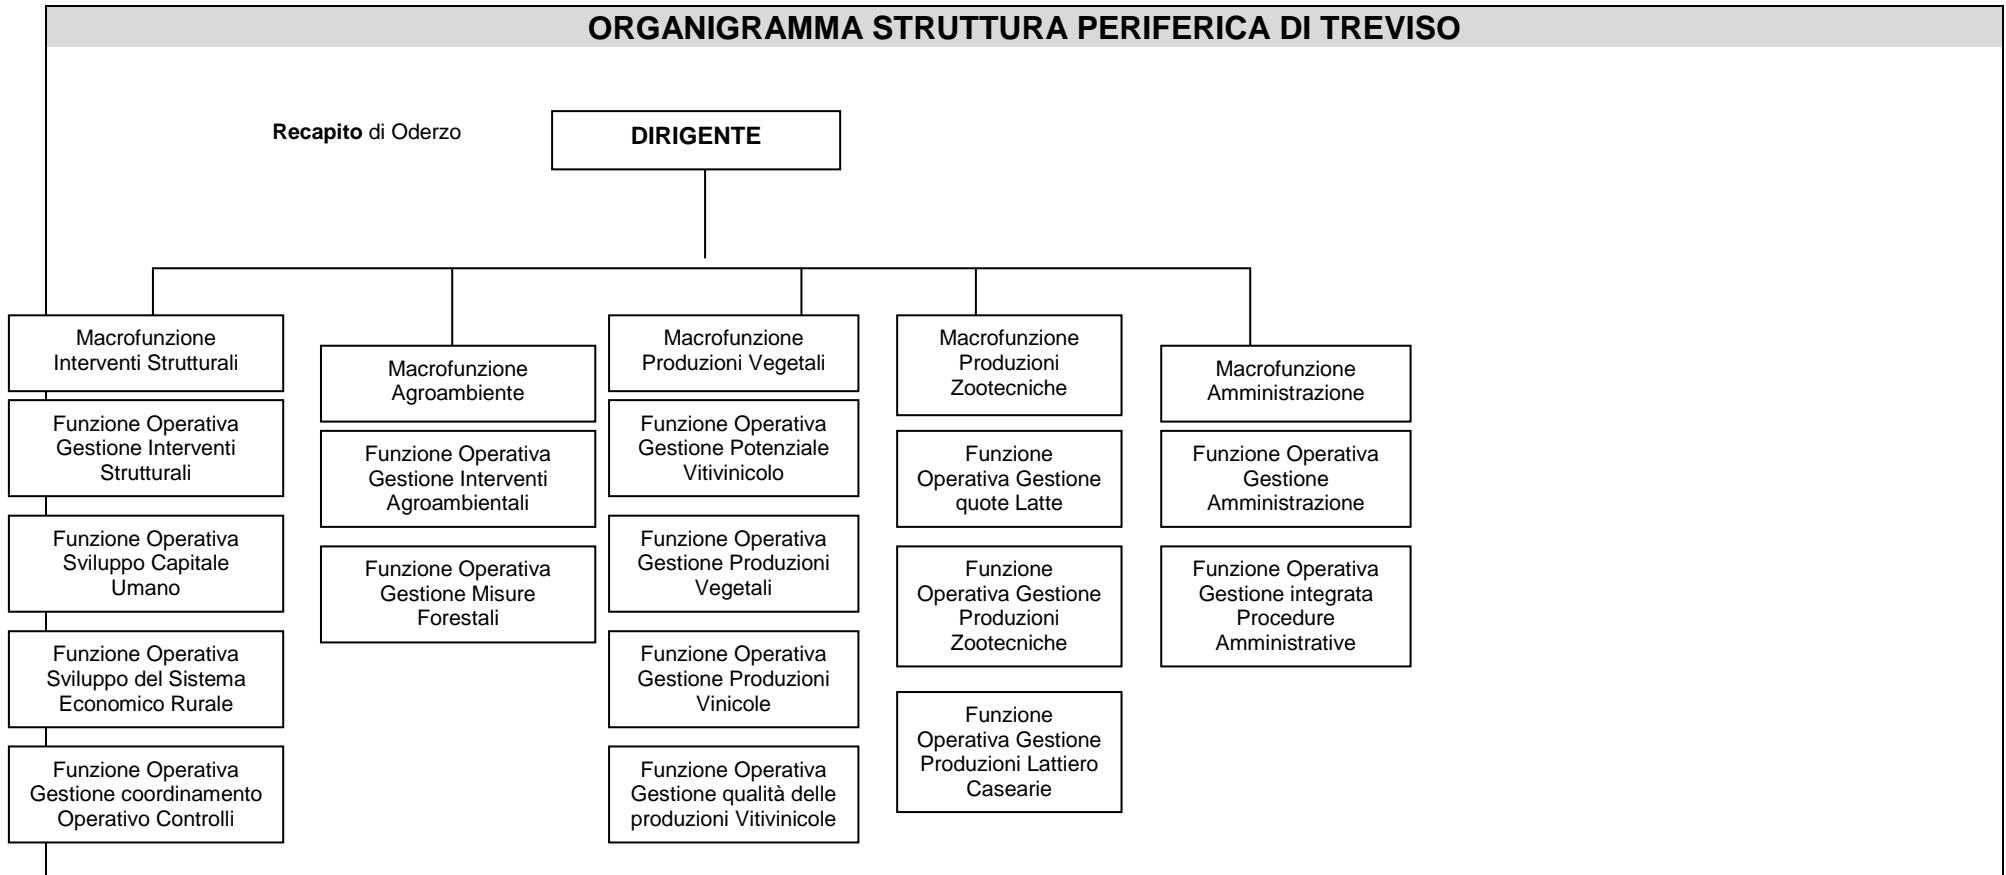 ORGANIGRAMMA STRUTTURA PERIFERICA DI TREVISO
Recapito di Oderzo
DIRIGENTE
Macrofunzione
Interventi Strutturali
Funzione Operativa
Gestione Interventi
Strutturali
Funzione Operativa
Sviluppo Capitale
Umano
Funzione Operativa
Sviluppo del Sistema
Economico Rurale
Funzione Operativa
Gestione coordinamento
Operativo Controlli
Macrofunzione
Agroambiente
Funzione Operativa
Gestione Interventi
Agroambientali
Funzione Operativa
Gestione Misure
Forestali
Macrofunzione
Produzioni Vegetali
Funzione Operativa
Gestione Potenziale
Vitivinicolo
Funzione Operativa
Gestione Produzioni
Vegetali
Funzione Operativa
Gestione Produzioni
Vinicole
Funzione Operativa
Gestione qualità delle
produzioni Vitivinicole
Macrofunzione
Produzioni
Zootecniche
Funzione
Operativa Gestione
quote Latte
Funzione
Operativa Gestione
Produzioni
Zootecniche
Funzione
Operativa Gestione
Produzioni Lattiero
Casearie
Macrofunzione
Amministrazione
Funzione Operativa
Gestione
Amministrazione
Funzione Operativa
Gestione integrata
Procedure
Amministrative